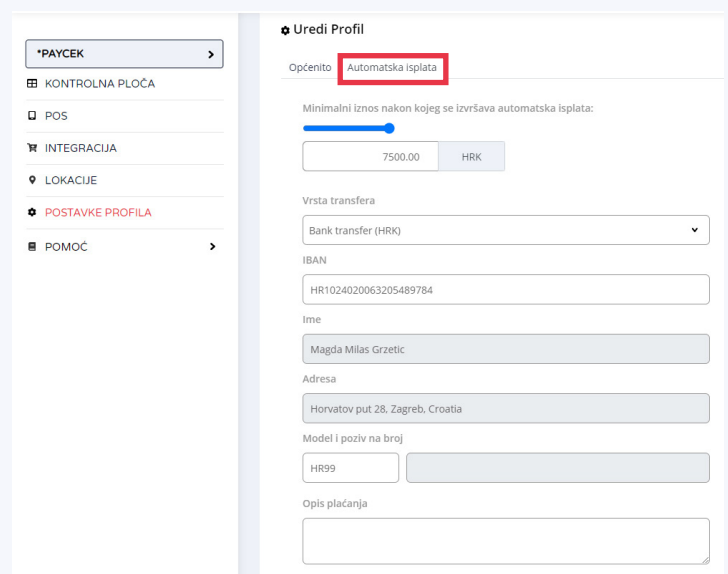 *PAYCEK
KONTROLNA PLOČA
POS
INTEGRACIJA
LOKACIJE
POSTAVKE PROFILA
POMOĆ
Uredi Profil
Općenito Automatska isplata
Minimalni iznos nakon kojeg se izvršava automatska isplata:
7500.00 HRK
Vrsta transfera
Bank transfer (HRK)
IBAN
HR1024020063205489784
Ime
Magda Milas Grzetic
Adresa
Horvatov put 28, Zagreb, Croatia
Model i poziv na broj
HR99
Opis plaćanja